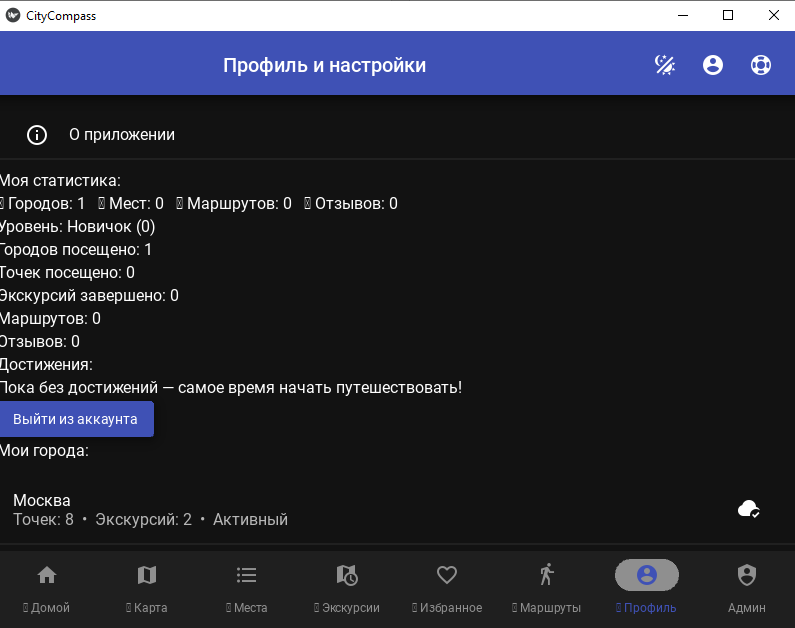 CityCompass
Профиль и настройки
О приложении
Моя статистика:
Городов: 1 Мест: 0 Маршрутов: 0 Отзывов: 0
Уровень: Новичок (0)
Городов посещено: 1
Точек посещено: 0
Экскурсий завершено: 0
Маршрутов: 0
Отзывов: 0
Достижения:
Пока без достижений — самое время начать путешествовать!
Выйти из аккаунта
Мои города:
Москва
Точек: 8 • Экскурсий: 2 • Активный
Домой Карта Места Экскурсии Избранное Маршруты Профиль Админ